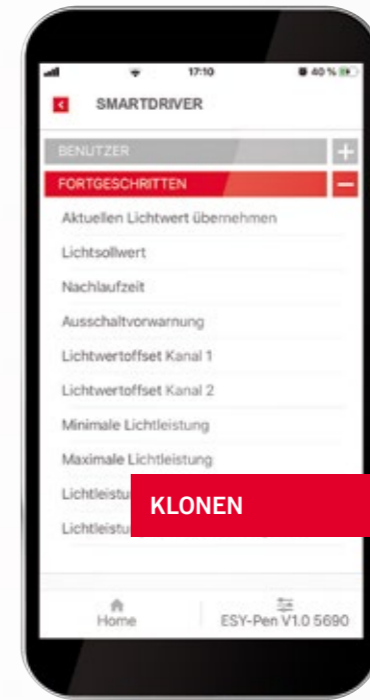 17:10
40 %
SMARTDRIVER
BENUTZER
FORTGESCHRITTEN
Aktuellen Lichtwert übernehmen
Lichtsollwert
Nachlaufzeit
Ausschaltvorwarnung
Lichtwertoffset Kanal 1
Lichtwertoffset Kanal 2
Minimale Lichtleistung
Maximale Lichtleistung
KLONEN
Home
ESY-Pen V1.0 5690